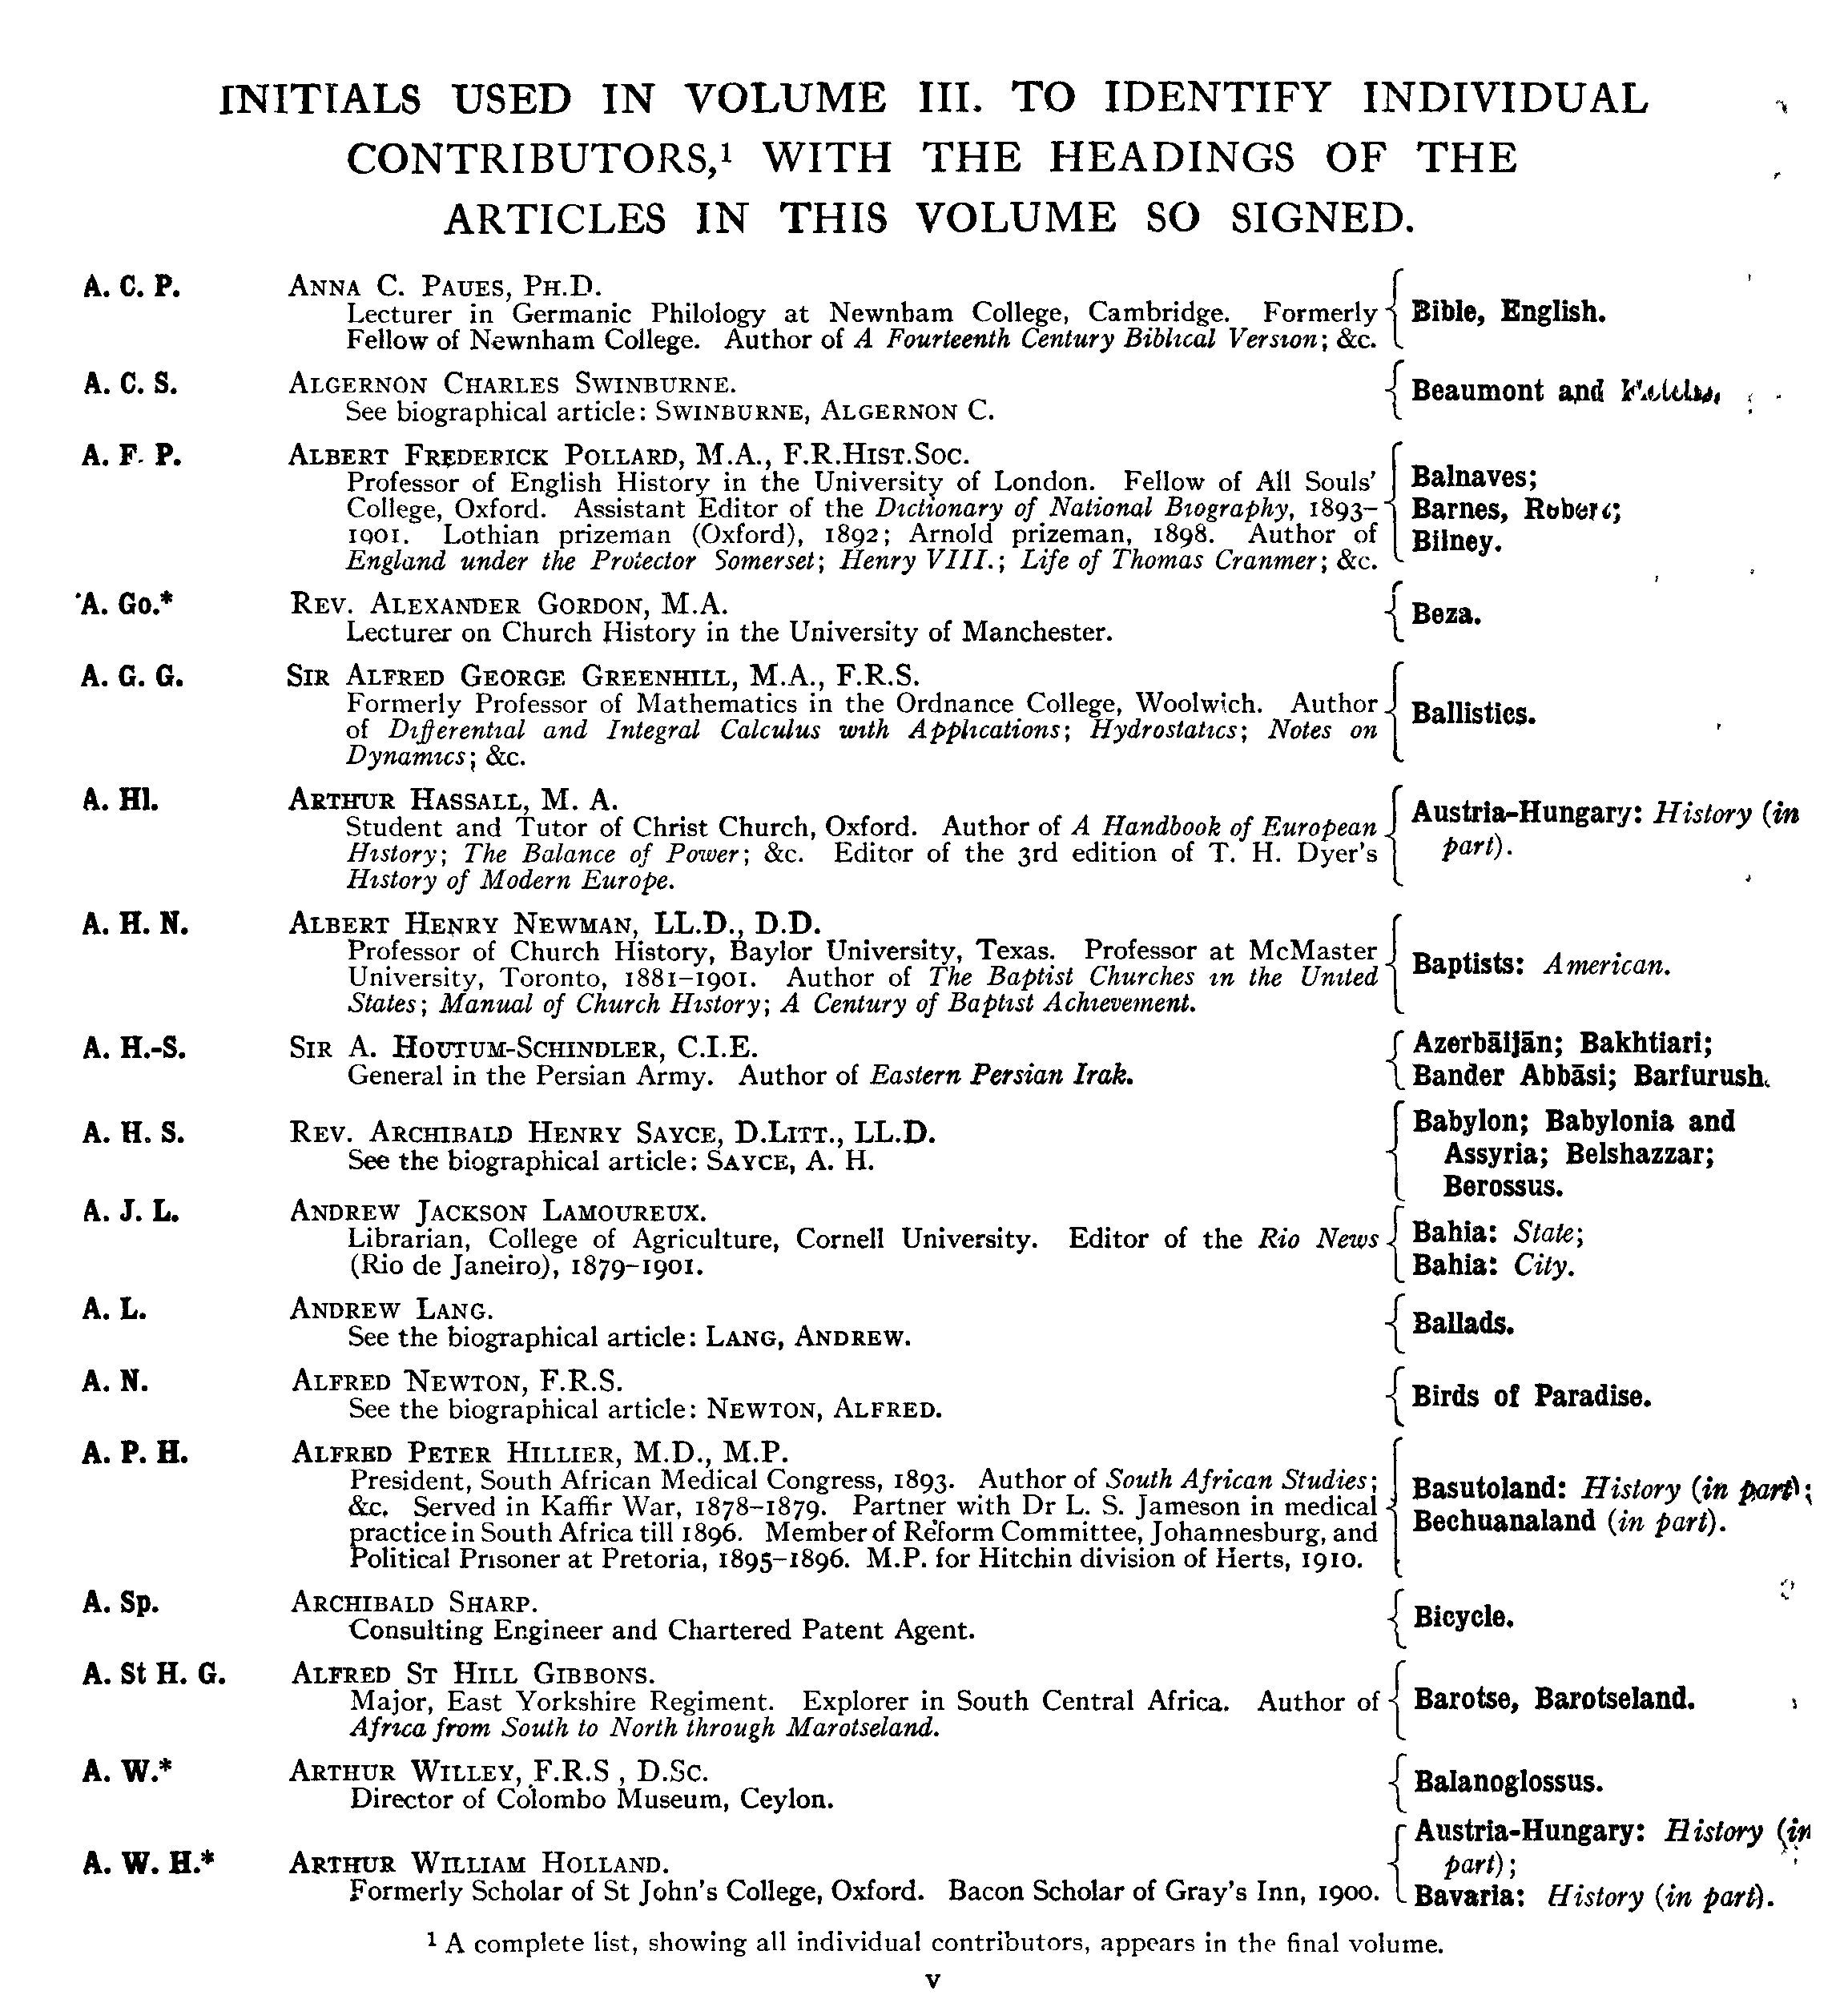 INITIALS USED IN VOLUME III. TO IDENTIFY INDIVIDUAL
CONTRIBUTORS,¹ WITH THE HEADINGS OF THE
ARTICLES IN THIS VOLUME SO SIGNED.
A. C. P. ANNA C. PAUES, PH.D.
Lecturer in Germanic Philology at Newnham College, Cambridge. Formerly
Fellow of Newnham College. Author of A Fourteenth Century Biblical Version; &c.
Bible, English.
A. C. S. ALGERNON CHARLES SWINBURNE.
See biographical article: SWINBURNE, ALGERNON C.
Beaumont and
A. F. P. ALBERT FREDERICK POLLARD, M.A., F.R.HIST.SOC.
Professor of English History in the University of London. Fellow of All Souls'
College, Oxford. Assistant Editor of the Dictionary of National Biography, 1893–
1901. Lothian prizeman (Oxford), 1892; Arnold prizeman, 1898. Author of
England under the Protector Somerset; Henry VIII.; Life of Thomas Cranmer; &c.
Balnaves;
Barnes, Robert;
Bilney.
A. Go.* REV. ALEXANDER GORDON, M.A.
Lecturer on Church History in the University of Manchester.
Beza.
A. G. G. SIR ALFRED GEORGE GREENHILL, M.A., F.R.S.
Formerly Professor of Mathematics in the Ordnance College, Woolwich. Author
of Differential and Integral Calculus with Applications; Hydrostatics; Notes on
Dynamics; &c.
Ballistics.
A. Hl. ARTHUR HASSALL, M. A.
Student and Tutor of Christ Church, Oxford. Author of A Handbook of European
History; The Balance of Power; &c. Editor of the 3rd edition of T. H. Dyer's
History of Modern Europe.
Austria-Hungary: History (in
part).
A. H. N. ALBERT HENRY NEWMAN, LL.D., D.D.
Professor of Church History, Baylor University, Texas. Professor at McMaster
University, Toronto, 1881–1901. Author of The Baptist Churches in the United
States; Manual of Church History; A Century of Baptist Achievement.
Baptists: American.
A. H.-S. SIR A. HOUTUM-SCHINDLER, C.I.E.
General in the Persian Army. Author of Eastern Persian Irak.
Azerbāijān; Bakhtiari;
Bander Abbāsi; Barfurush.
A. H. S. REV. ARCHIBALD HENRY SAYCE, D.LITT., LL.D.
See the biographical article: SAYCE, A. H.
Babylon; Babylonia and
Assyria; Belshazzar;
Berossus.
A. J. L. ANDREW JACKSON LAMOUREUX.
Librarian, College of Agriculture, Cornell University. Editor of the Rio News
(Rio de Janeiro), 1879–1901.
Bahia: State;
Bahia: City.
A. L. ANDREW LANG.
See the biographical article: LANG, ANDREW.
Ballads.
A. N. ALFRED NEWTON, F.R.S.
See the biographical article: NEWTON, ALFRED.
Birds of Paradise.
A. P. H. ALFRED PETER HILLIER, M.D., M.P.
President, South African Medical Congress, 1893. Author of South African Studies;
&c. Served in Kaffir War, 1878–1879. Partner with Dr L. S. Jameson in medical
practice in South Africa till 1896. Member of Reform Committee, Johannesburg, and
Political Prisoner at Pretoria, 1895–1896. M.P. for Hitchin division of Herts, 1910.
Basutoland: History (in part);
Bechuanaland (in part).
A. Sp. ARCHIBALD SHARP.
Consulting Engineer and Chartered Patent Agent.
Bicycle.
A. St H. G. ALFRED ST HILL GIBBONS.
Major, East Yorkshire Regiment. Explorer in South Central Africa. Author of
Africa from South to North through Marotseland.
Barotse, Barotseland.
A. W.* ARTHUR WILLEY, F.R.S., D.SC.
Director of Colombo Museum, Ceylon.
Balanoglossus.
A. W. H.* ARTHUR WILLIAM HOLLAND.
Formerly Scholar of St John's College, Oxford. Bacon Scholar of Gray's Inn, 1900.
Austria-Hungary: History (in
part);
Bavaria: History (in part).
¹ A complete list, showing all individual contributors, appears in the final volume.
v